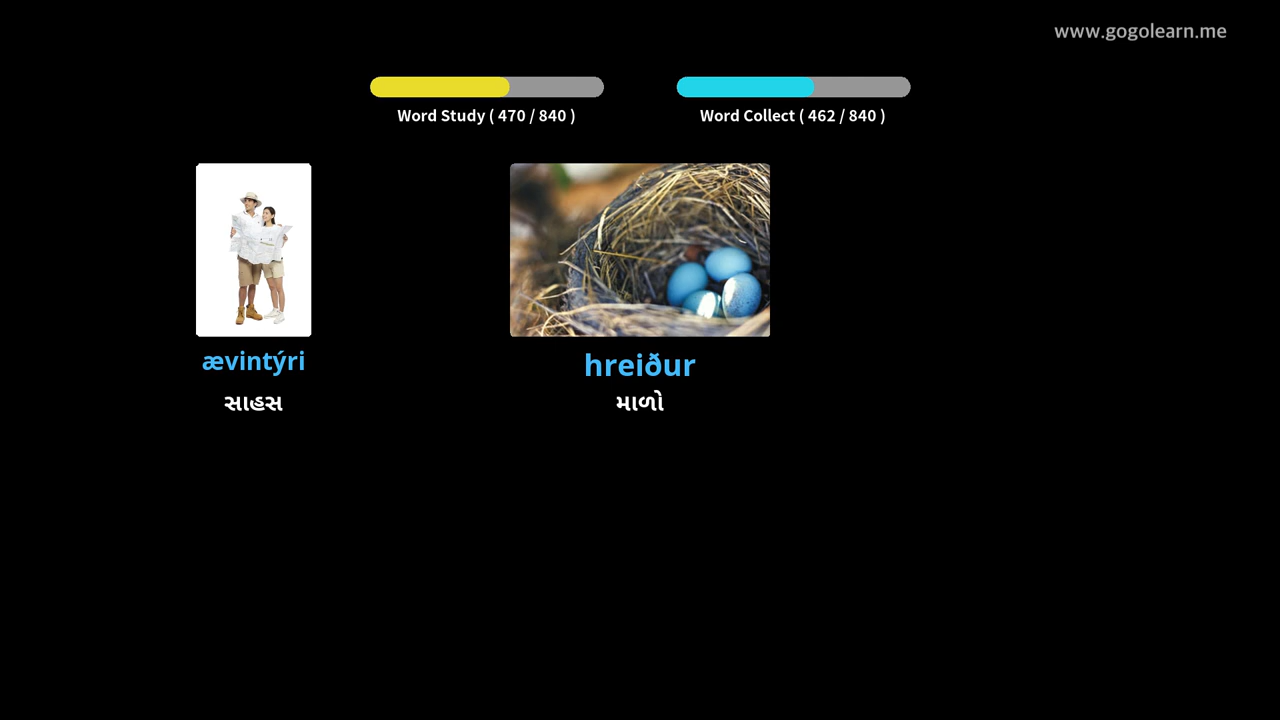 www.gogolearn.me
Word Study ( 470 / 840 )
Word Collect ( 462 / 840 )
ævintýri
સાહસ
hreiður
માળો